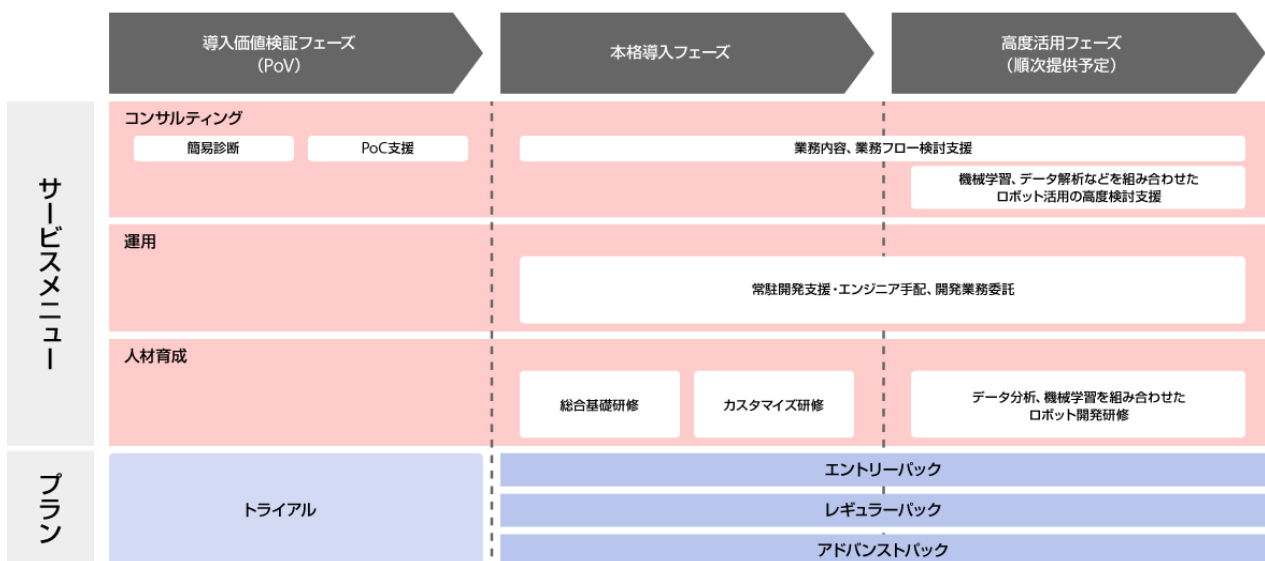 導入価値検証フェーズ
（PoV）
本格導入フェーズ
高度活用フェーズ
（順次提供予定）
サービスメニュー
コンサルティング
簡易診断
PoC支援
業務内容、業務フロー検討支援
機械学習、データ解析などを組み合わせた
ロボット活用の高度検討支援
運用
常駐開発支援・エンジニア手配、開発業務委託
人材育成
総合基礎研修
カスタマイズ研修
データ分析、機械学習を組み合わせた
ロボット開発研修
プラン
トライアル
エントリーパック
レギュラーパック
アドバンストパック